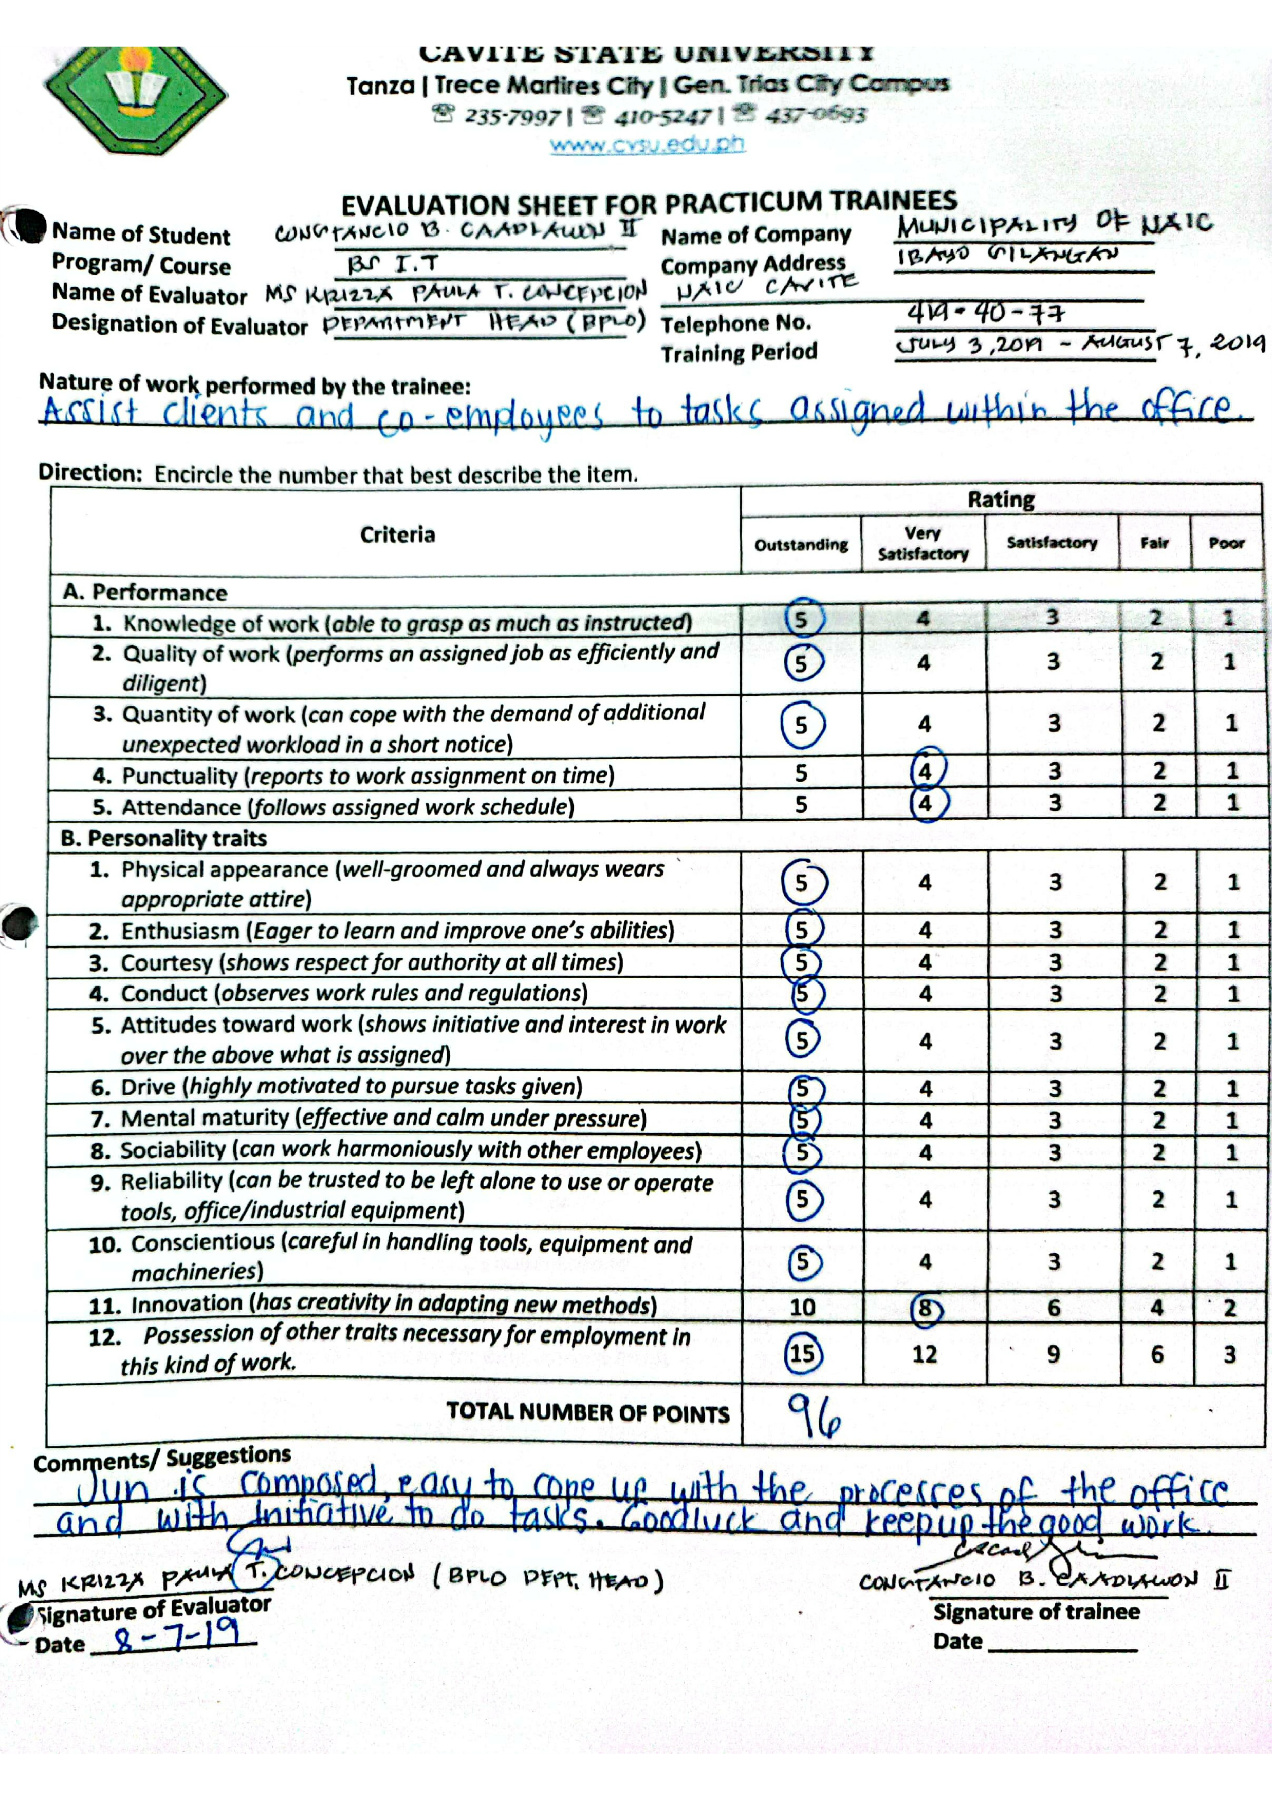 CAVITE STATE UNIVERSITY
Tanza | Trece Martires City | Gen. Trias City Campus
☏ 235-7997 | ☏ 410-5247 | ☏ 437-0693
www.cvsu.edu.ph
EVALUATION SHEET FOR PRACTICUM TRAINEES
Name of Student CONSTANCIO B. CAADLAWON II Name of Company MUNICIPALITY OF NAIC
Program/ Course BS I.T Company Address IBAYO SILANGAN
Name of Evaluator MS KRIZZA PAULA T. CONCEPCION NAIC CAVITE
Designation of Evaluator DEPARTMENT HEAD (BPLO) Telephone No. 419-40-77
Training Period JULY 3, 2019 - AUGUST 7, 2019
Nature of work performed by the trainee:
Assist clients and co-employees to tasks assigned within the office.
Direction: Encircle the number that best describe the item.
Criteria Rating
Outstanding Very Satisfactory Satisfactory Fair Poor
A. Performance
1. Knowledge of work (able to grasp as much as instructed) 5 4 3 2 1
2. Quality of work (performs an assigned job as efficiently and
diligent) 5 4 3 2 1
3. Quantity of work (can cope with the demand of additional
unexpected workload in a short notice) 5 4 3 2 1
4. Punctuality (reports to work assignment on time) 5 4 3 2 1
5. Attendance (follows assigned work schedule) 5 4 3 2 1
B. Personality traits
1. Physical appearance (well-groomed and always wears
appropriate attire) 5 4 3 2 1
2. Enthusiasm (Eager to learn and improve one's abilities) 5 4 3 2 1
3. Courtesy (shows respect for authority at all times) 5 4 3 2 1
4. Conduct (observes work rules and regulations) 5 4 3 2 1
5. Attitudes toward work (shows initiative and interest in work
over the above what is assigned) 5 4 3 2 1
6. Drive (highly motivated to pursue tasks given) 5 4 3 2 1
7. Mental maturity (effective and calm under pressure) 5 4 3 2 1
8. Sociability (can work harmoniously with other employees) 5 4 3 2 1
9. Reliability (can be trusted to be left alone to use or operate
tools, office/industrial equipment) 5 4 3 2 1
10. Conscientious (careful in handling tools, equipment and
machineries) 5 4 3 2 1
11. Innovation (has creativity in adapting new methods) 10 8 6 4 2
12. Possession of other traits necessary for employment in
this kind of work. 15 12 9 6 3
TOTAL NUMBER OF POINTS 96
Comments/ Suggestions
Jun is composed, easy to cope up with the processes of the office
and with Initiative to do tasks. Goodluck and keep up the good work.
MS KRIZZA PAULA T. CONCEPCION (BPLO DEPT. HEAD) CONSTANCIO B. CAADLAWON II
Signature of Evaluator Signature of trainee
Date 8-7-19 Date